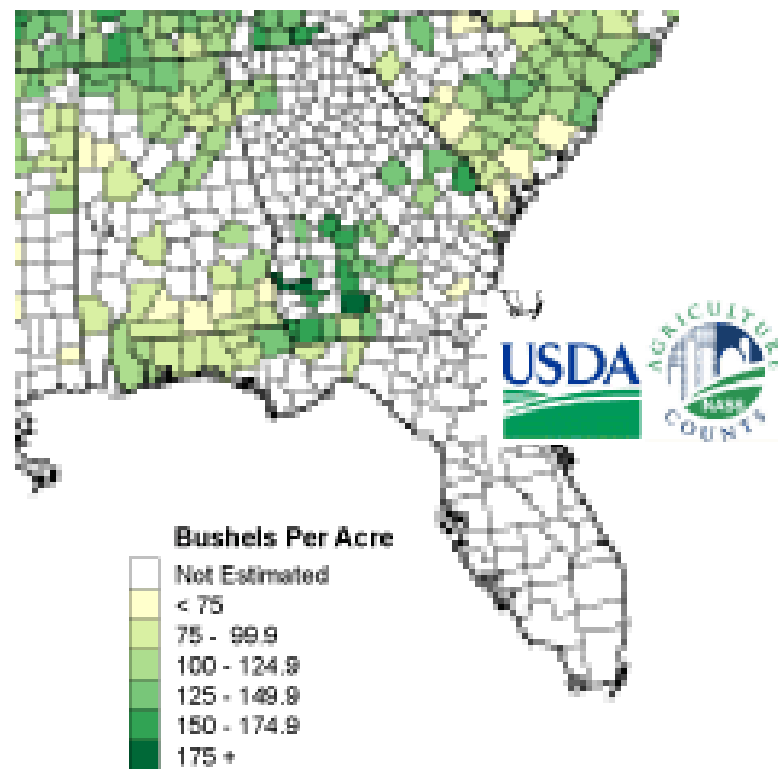 USDA
AGRICULTURE
NASS
COUNTS
Bushels Per Acre
Not Estimated
< 75
75 - 99.9
100 - 124.9
125 - 149.9
150 - 174.9
175 +